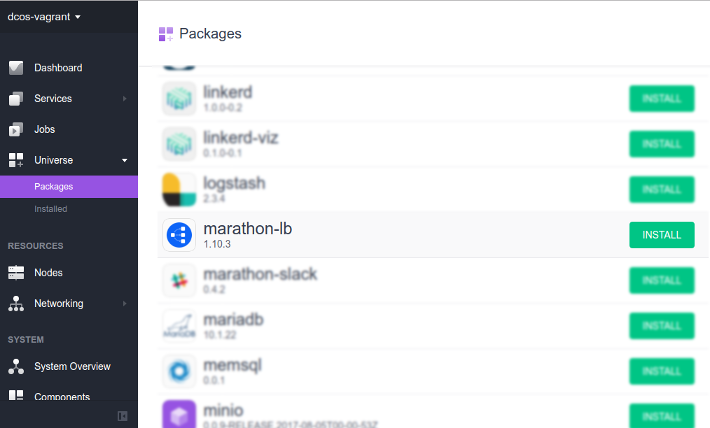 dcos-vagrant
Packages
Dashboard
Services
Jobs
Universe
Packages
Installed
RESOURCES
Nodes
Networking
SYSTEM
System Overview
Components
linkerd
1.0.0-0.2
INSTALL
linkerd-viz
0.1.0-0.1
INSTALL
logstash
2.3.4
INSTALL
marathon-lb
1.10.3
INSTALL
marathon-slack
0.4.2
INSTALL
MariaDB
mariadb
10.1.22
INSTALL
memsql
0.0.1
INSTALL
minio
0.0.9-RELEASE.2017-08-05T00-00-53Z
INSTALL